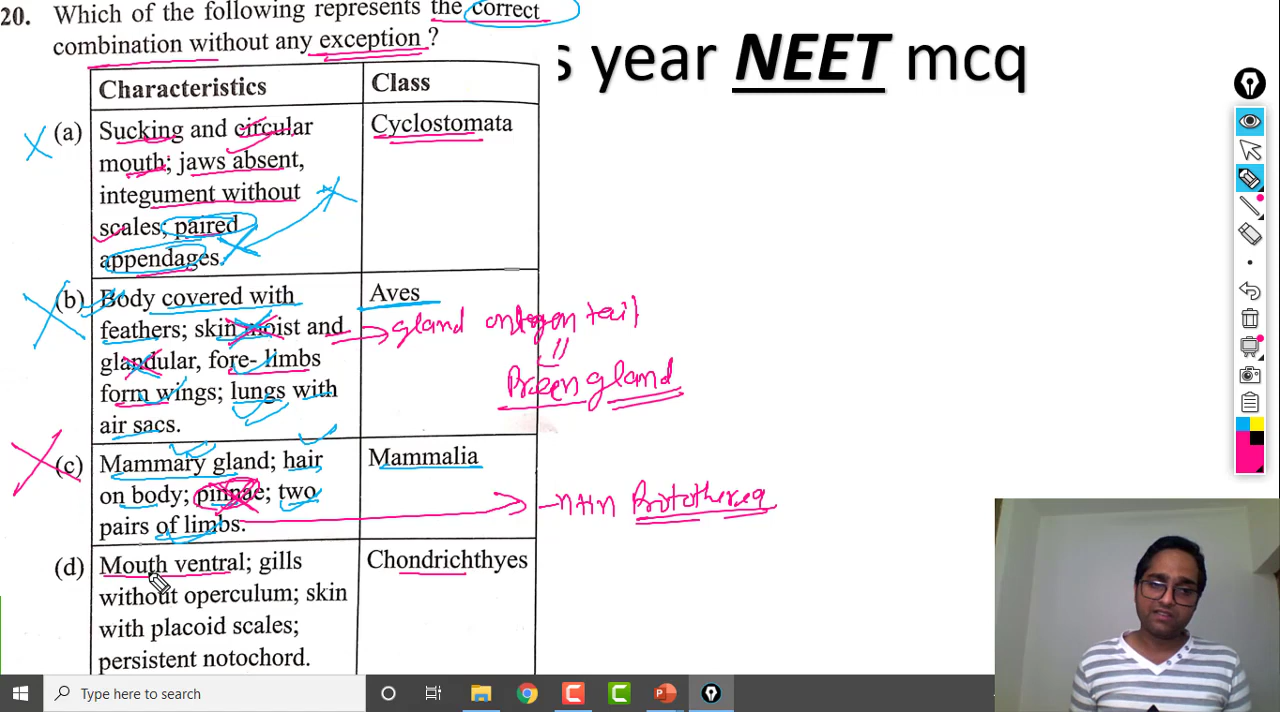 20. Which of the following represents the correct
combination without any exception ?
s year NEET mcq
Characteristics Class
(a) Sucking and circular mouth; jaws absent, integument without scales; paired appendages. Cyclostomata
(b) Body covered with feathers; skin moist and glandular, fore- limbs form wings; lungs with air sacs. Aves
gland on tail
gland
(c) Mammary gland; hair on body; pinnae; two pairs of limbs. Mammalia
(d) Mouth ventral; gills without operculum; skin with placoid scales; persistent notochord. Chondrichthyes
Type here to search